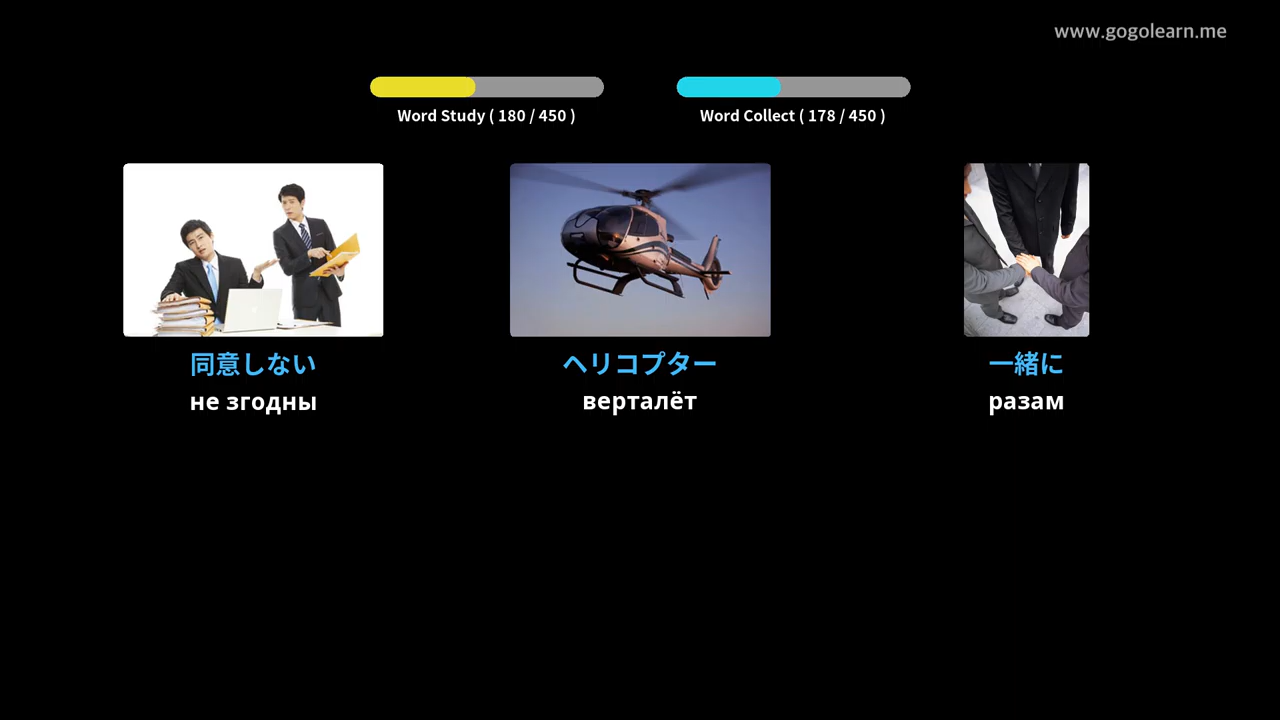 www.gogolearn.me
Word Study ( 180 / 450 )
Word Collect ( 178 / 450 )
同意しない
не згодны
ヘリコプター
верталёт
一緒に
разам